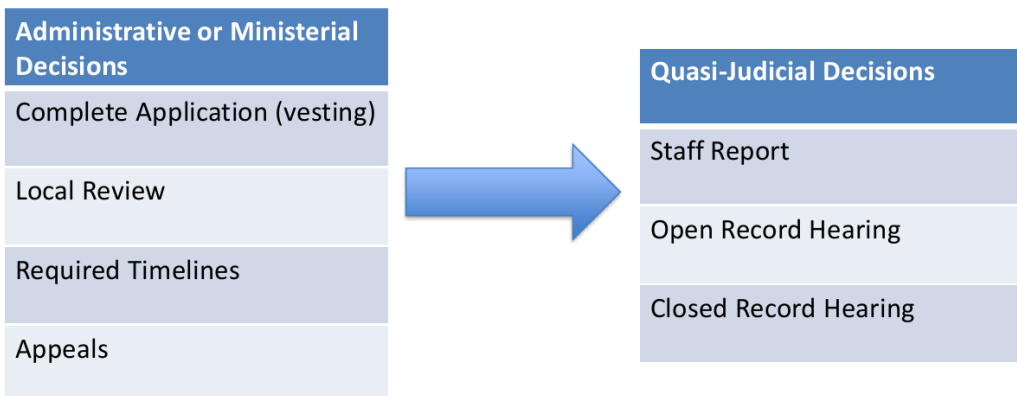 Administrative or Ministerial
Decisions
Complete Application (vesting)
Local Review
Required Timelines
Appeals
Quasi-Judicial Decisions
Staff Report
Open Record Hearing
Closed Record Hearing